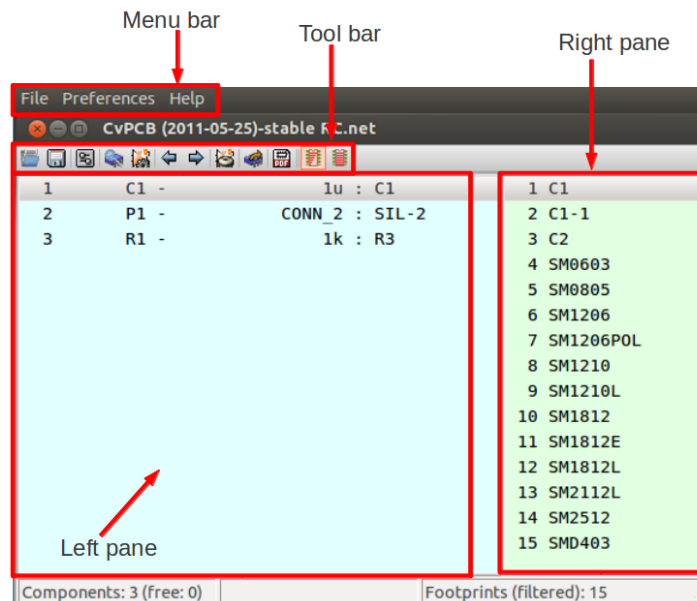 Menu bar
Tool bar
Right pane
File Preferences Help
CvPCB (2011-05-25)-stable RC.net
PDF
1 C1 - 1u : C1
2 P1 - CONN_2 : SIL-2
3 R1 - 1k : R3
1 C1
2 C1-1
3 C2
4 SM0603
5 SM0805
6 SM1206
7 SM1206POL
8 SM1210
9 SM1210L
10 SM1812
11 SM1812E
12 SM1812L
13 SM2112L
14 SM2512
15 SMD403
Left pane
Components: 3 (free: 0)
Footprints (filtered): 15